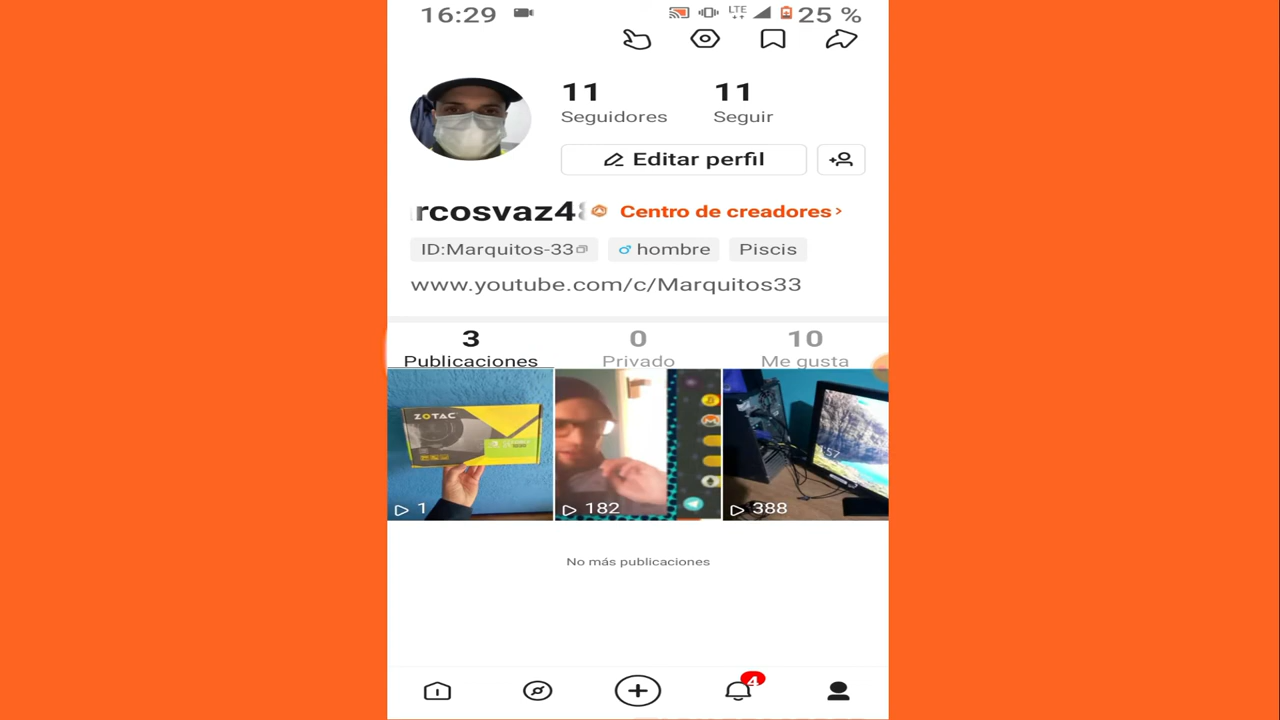 16:29 LTE 25 %
11 11
Seguidores Seguir
Editar perfil
rcosvaz4 Centro de creadores
ID:Marquitos-33 hombre Piscis
www.youtube.com/c/Marquitos33
3 0 10
Publicaciones Privado Me gusta
ZOTAC
57
1 182 388
No más publicaciones
4